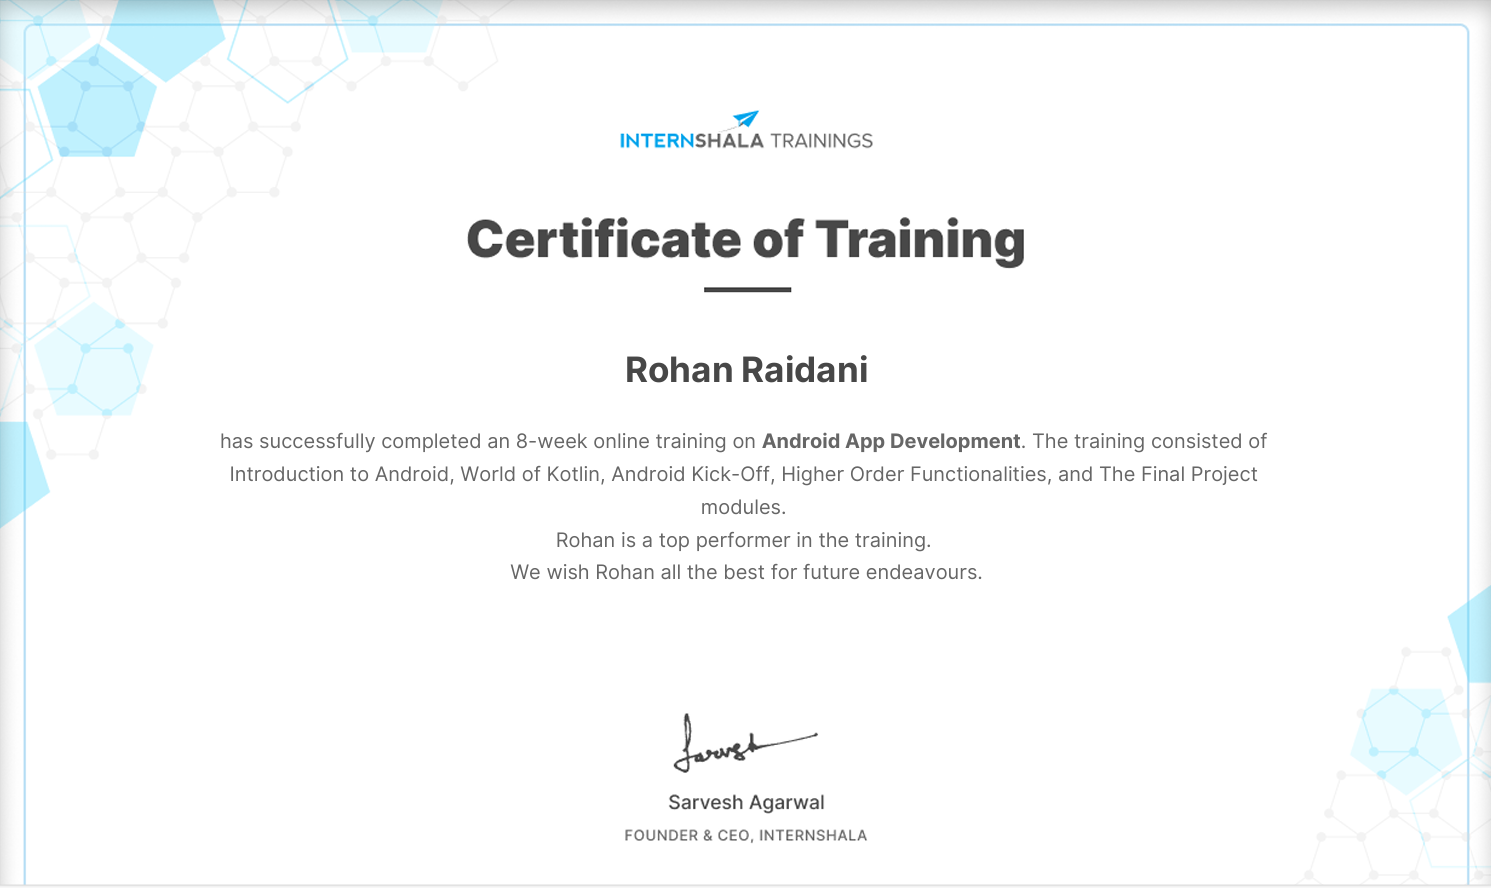 INTERNSHALA TRAININGS
Certificate of Training
Rohan Raidani
has successfully completed an 8-week online training on Android App Development. The training consisted of
Introduction to Android, World of Kotlin, Android Kick-Off, Higher Order Functionalities, and The Final Project
modules.
Rohan is a top performer in the training.
We wish Rohan all the best for future endeavours.
Sarvesh
Sarvesh Agarwal
FOUNDER & CEO, INTERNSHALA